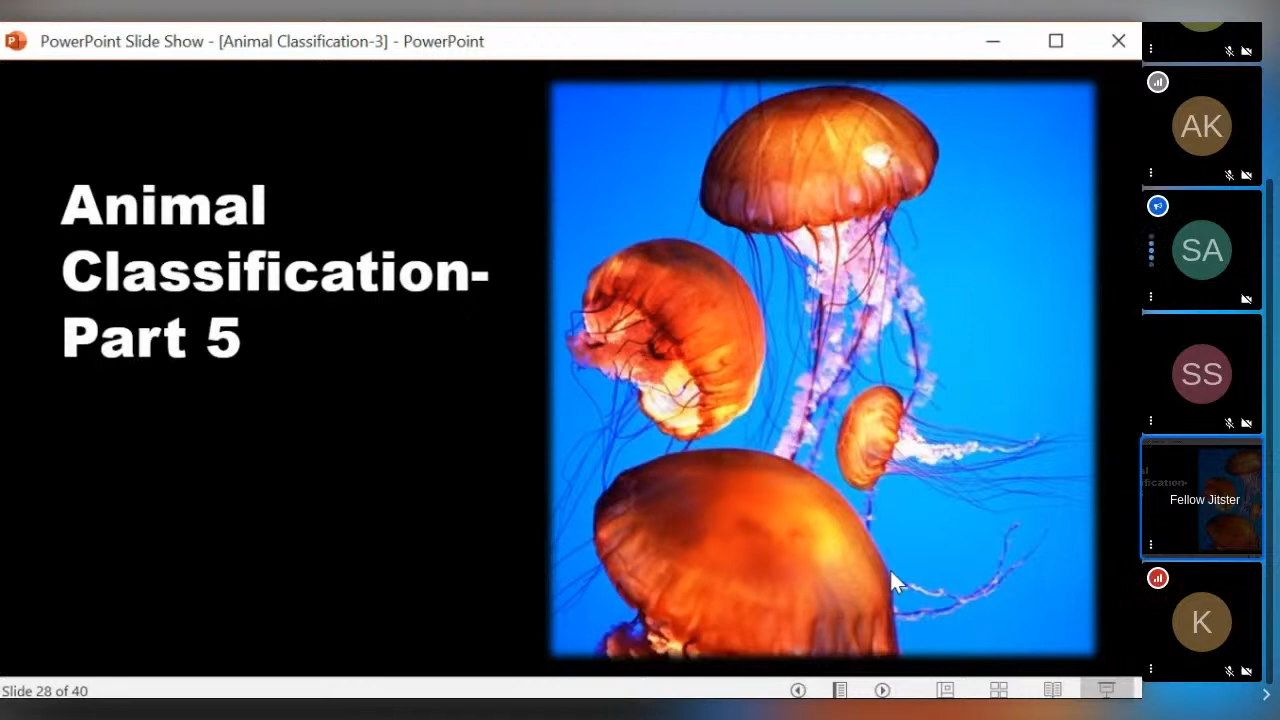 PowerPoint Slide Show - [Animal Classification-3] - PowerPoint
Animal
Classification-
Part 5
AK
SA
SS
Fellow Jitster
K
Slide 28 of 40